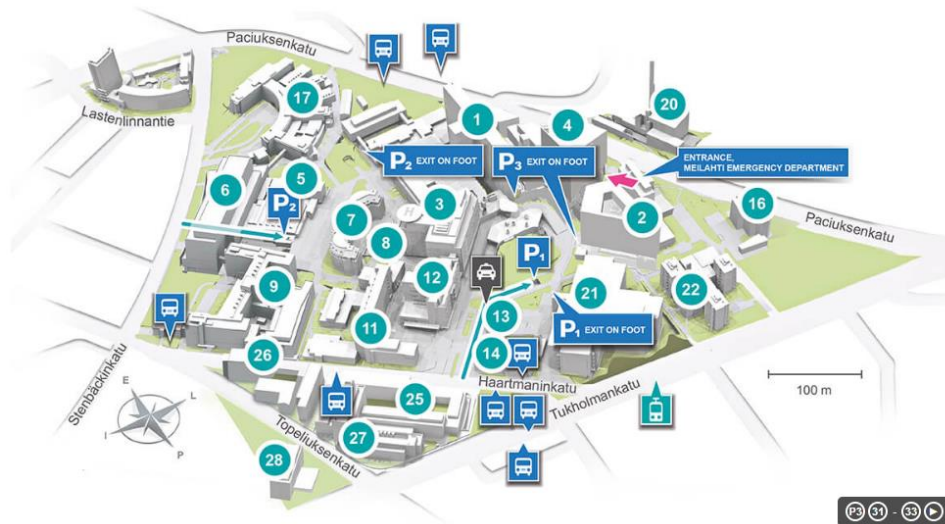 Paciuksenkatu
Lastenlinnantie
17
1
4
20
P2 EXIT ON FOOT
P3 EXIT ON FOOT
ENTRANCE,
MEILAHTI EMERGENCY DEPARTMENT
6
5
P2
7
3
H
8
2
16
Paciuksenkatu
9
12
P1
21
22
11
13
P1 EXIT ON FOOT
14
26
Stenbäckinkatu
Haartmaninkatu
Tukholmankatu
100 m
25
E
L
I
P
Topeliuksenkatu
27
28
P3 31 - 33